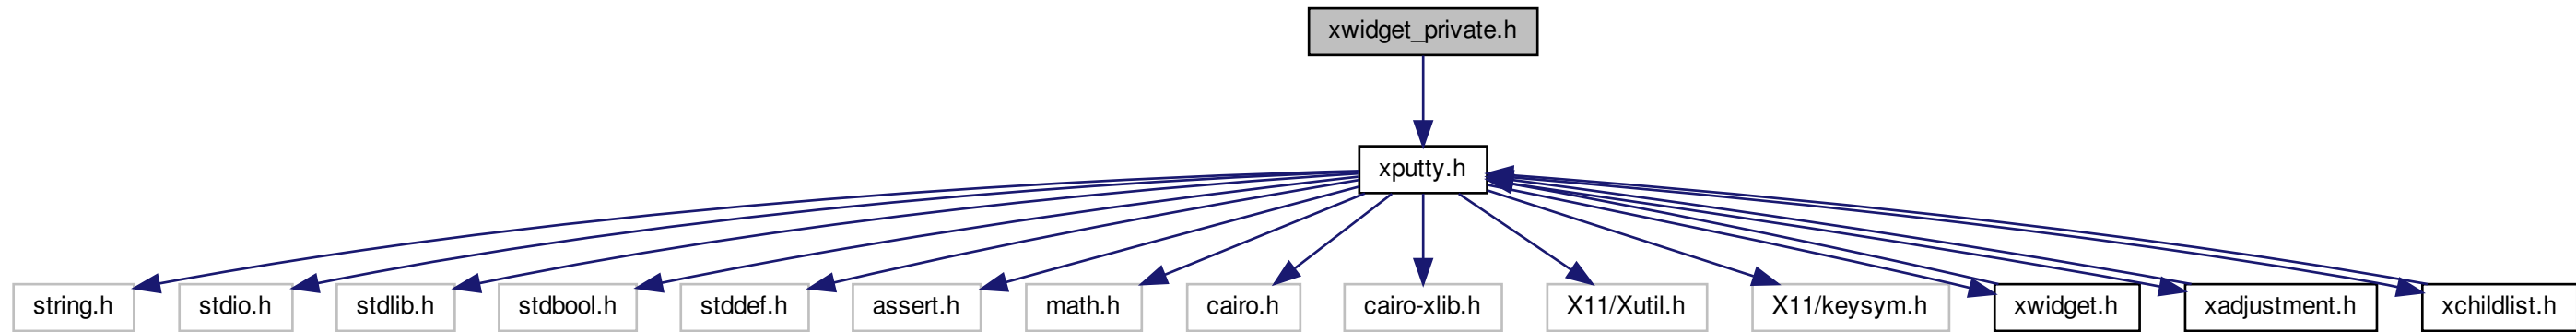 xwidget_private.h
xputty.h
string.h
stdio.h
stdlib.h
stdbool.h
stddef.h
assert.h
math.h
cairo.h
cairo-xlib.h
X11/Xutil.h
X11/keysym.h
xwidget.h
xadjustment.h
xchildlist.h